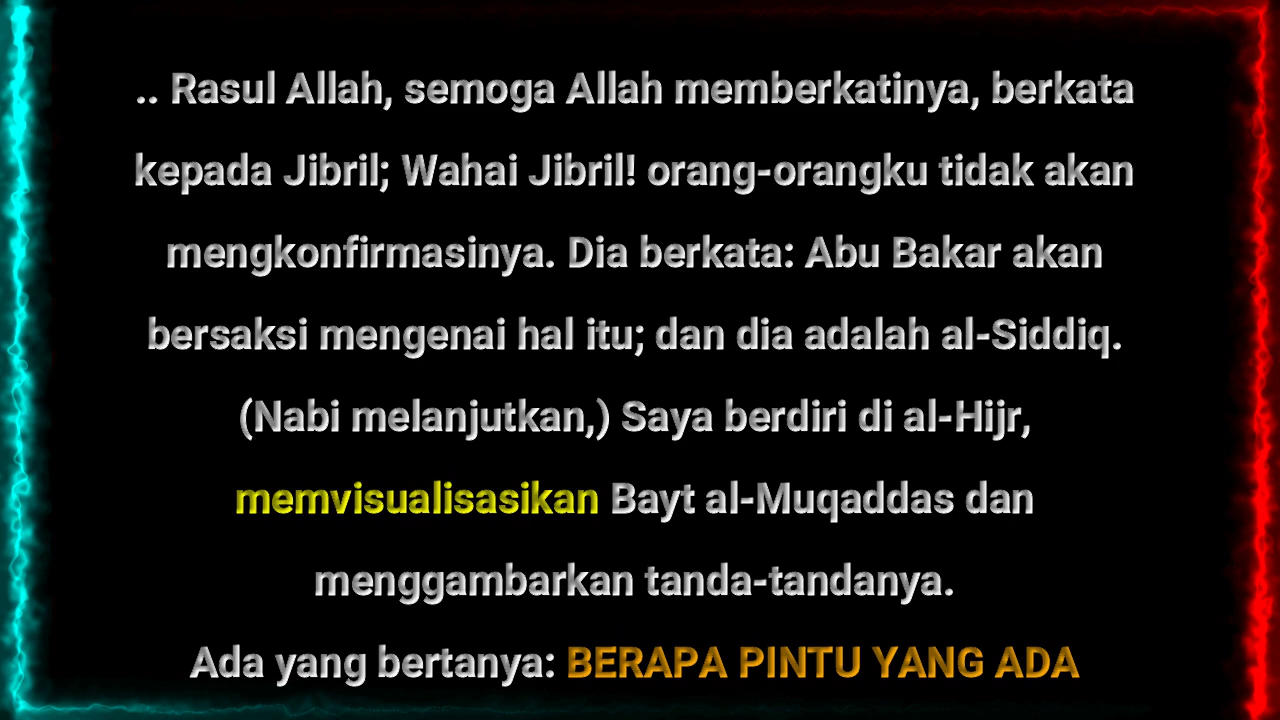 .. Rasul Allah, semoga Allah memberkatinya, berkata
kepada Jibril; Wahai Jibril! orang-orangku tidak akan
mengkonfirmasinya. Dia berkata: Abu Bakar akan
bersaksi mengenai hal itu; dan dia adalah al-Siddiq.
(Nabi melanjutkan,) Saya berdiri di al-Hijr,
memvisualisasikan Bayt al-Muqaddas dan
menggambarkan tanda-tandanya.
Ada yang bertanya: BERAPA PINTU YANG ADA